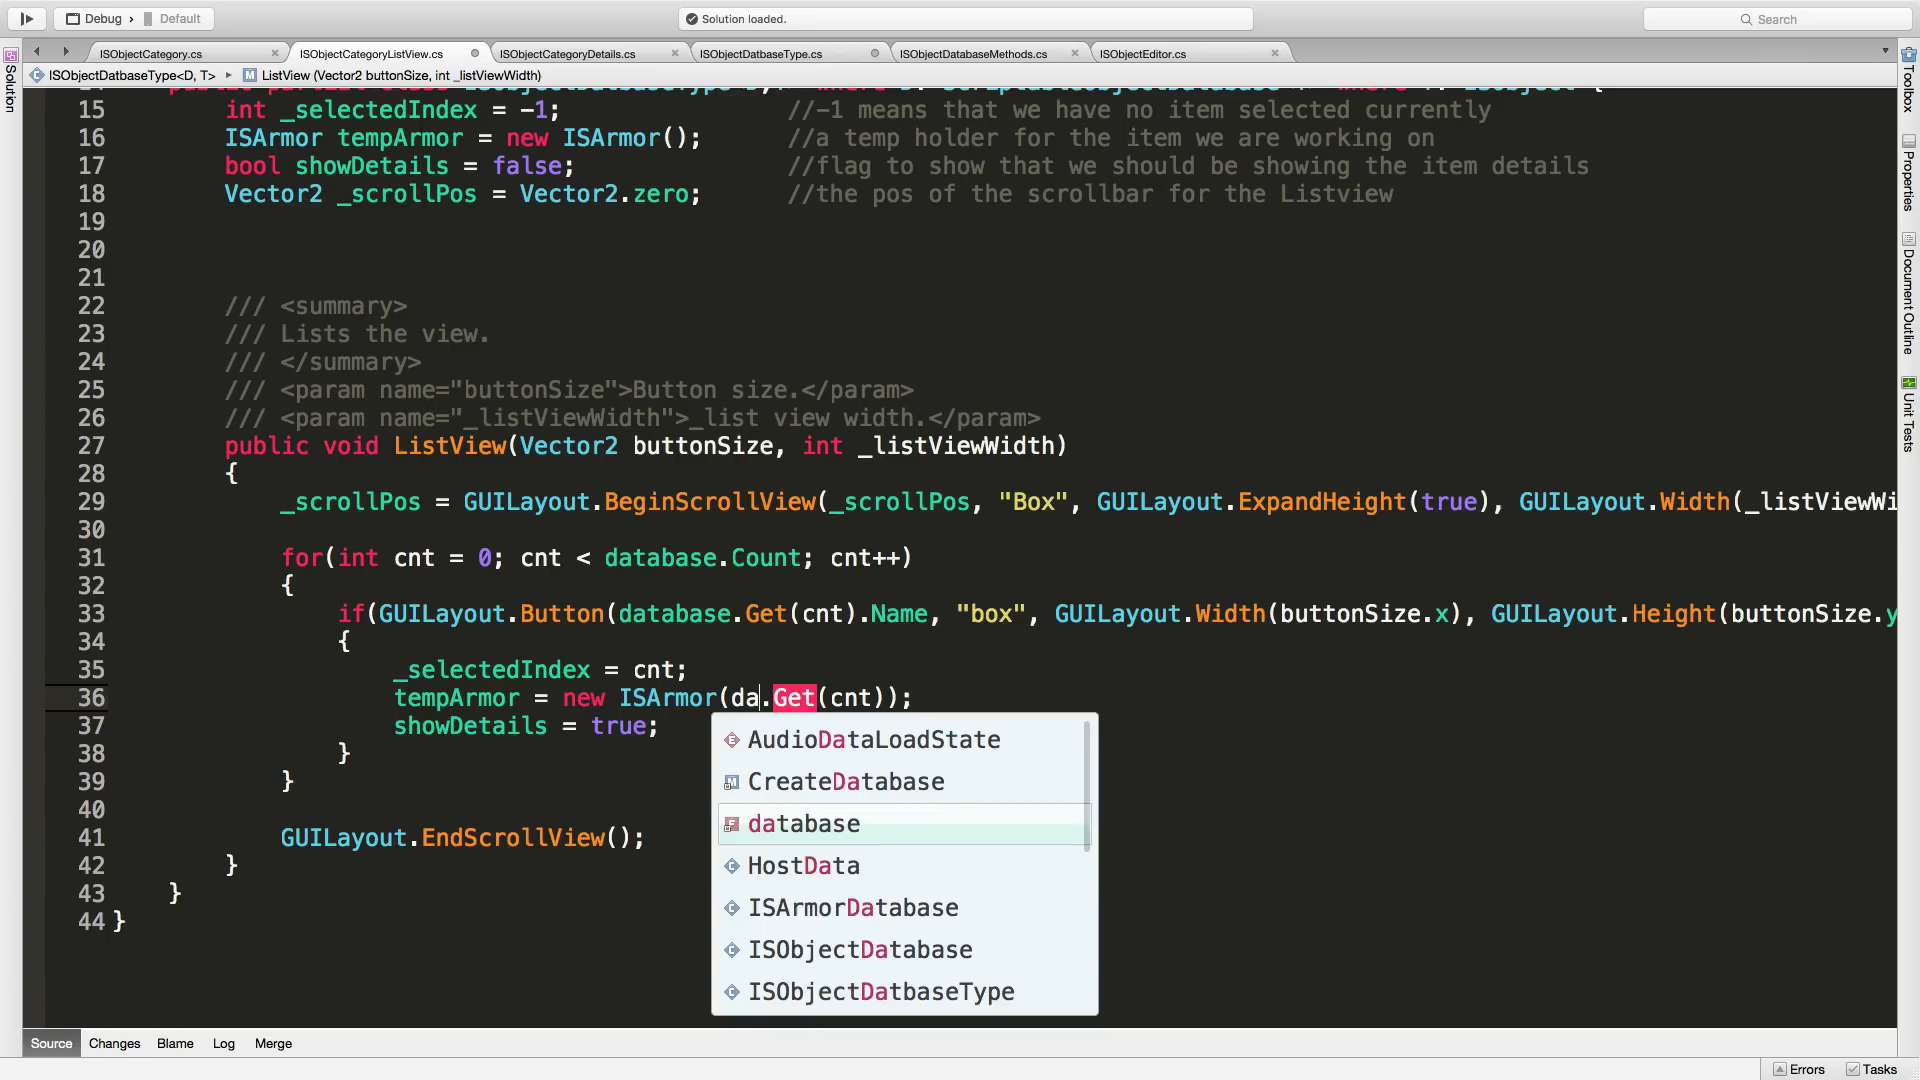 Debug › Default
Solution loaded.
Search
ISObjectCategory.cs
ISObjectCategoryListView.cs
ISObjectCategoryDetails.cs
ISObjectDatbaseType.cs
ISObjectDatabaseMethods.cs
ISObjectEditor.cs
ISObjectDatbaseType<D, T>
ListView (Vector2 buttonSize, int _listViewWidth)
15 int _selectedIndex = -1; //-1 means that we have no item selected currently
16 ISArmor tempArmor = new ISArmor(); //a temp holder for the item we are working on
17 bool showDetails = false; //flag to show that we should be showing the item details
18 Vector2 _scrollPos = Vector2.zero; //the pos of the scrollbar for the Listview
19
20
21
22 /// <summary>
23 /// Lists the view.
24 /// </summary>
25 /// <param name="buttonSize">Button size.</param>
26 /// <param name="_listViewWidth">_list view width.</param>
27 public void ListView(Vector2 buttonSize, int _listViewWidth)
28 {
29 _scrollPos = GUILayout.BeginScrollView(_scrollPos, "Box", GUILayout.ExpandHeight(true), GUILayout.Width(_listViewWi
30
31 for(int cnt = 0; cnt < database.Count; cnt++)
32 {
33 if(GUILayout.Button(database.Get(cnt).Name, "box", GUILayout.Width(buttonSize.x), GUILayout.Height(buttonSize.y
34 {
35 _selectedIndex = cnt;
36 tempArmor = new ISArmor(da.Get(cnt));
37 showDetails = true;
38 }
39 }
40
41 GUILayout.EndScrollView();
42 }
43 }
44 }
AudioDataLoadState
CreateDatabase
database
HostData
ISArmorDatabase
ISObjectDatabase
ISObjectDatbaseType
Solution
Toolbox
Properties
Document Outline
Unit Tests
Source Changes Blame Log Merge
Errors Tasks